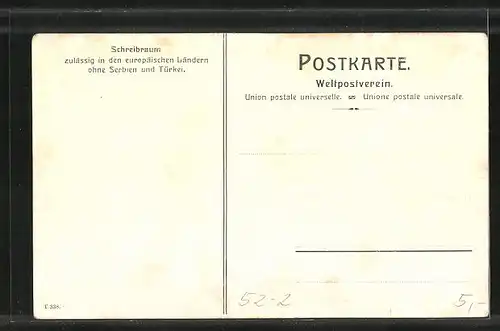 Schreibraum
zulässig in den europäischen Ländern
ohne Serbien und Türkei.
POSTKARTE.
Weltpostverein.
Union postale universelle. Unione postale universale.
52-2
5,-